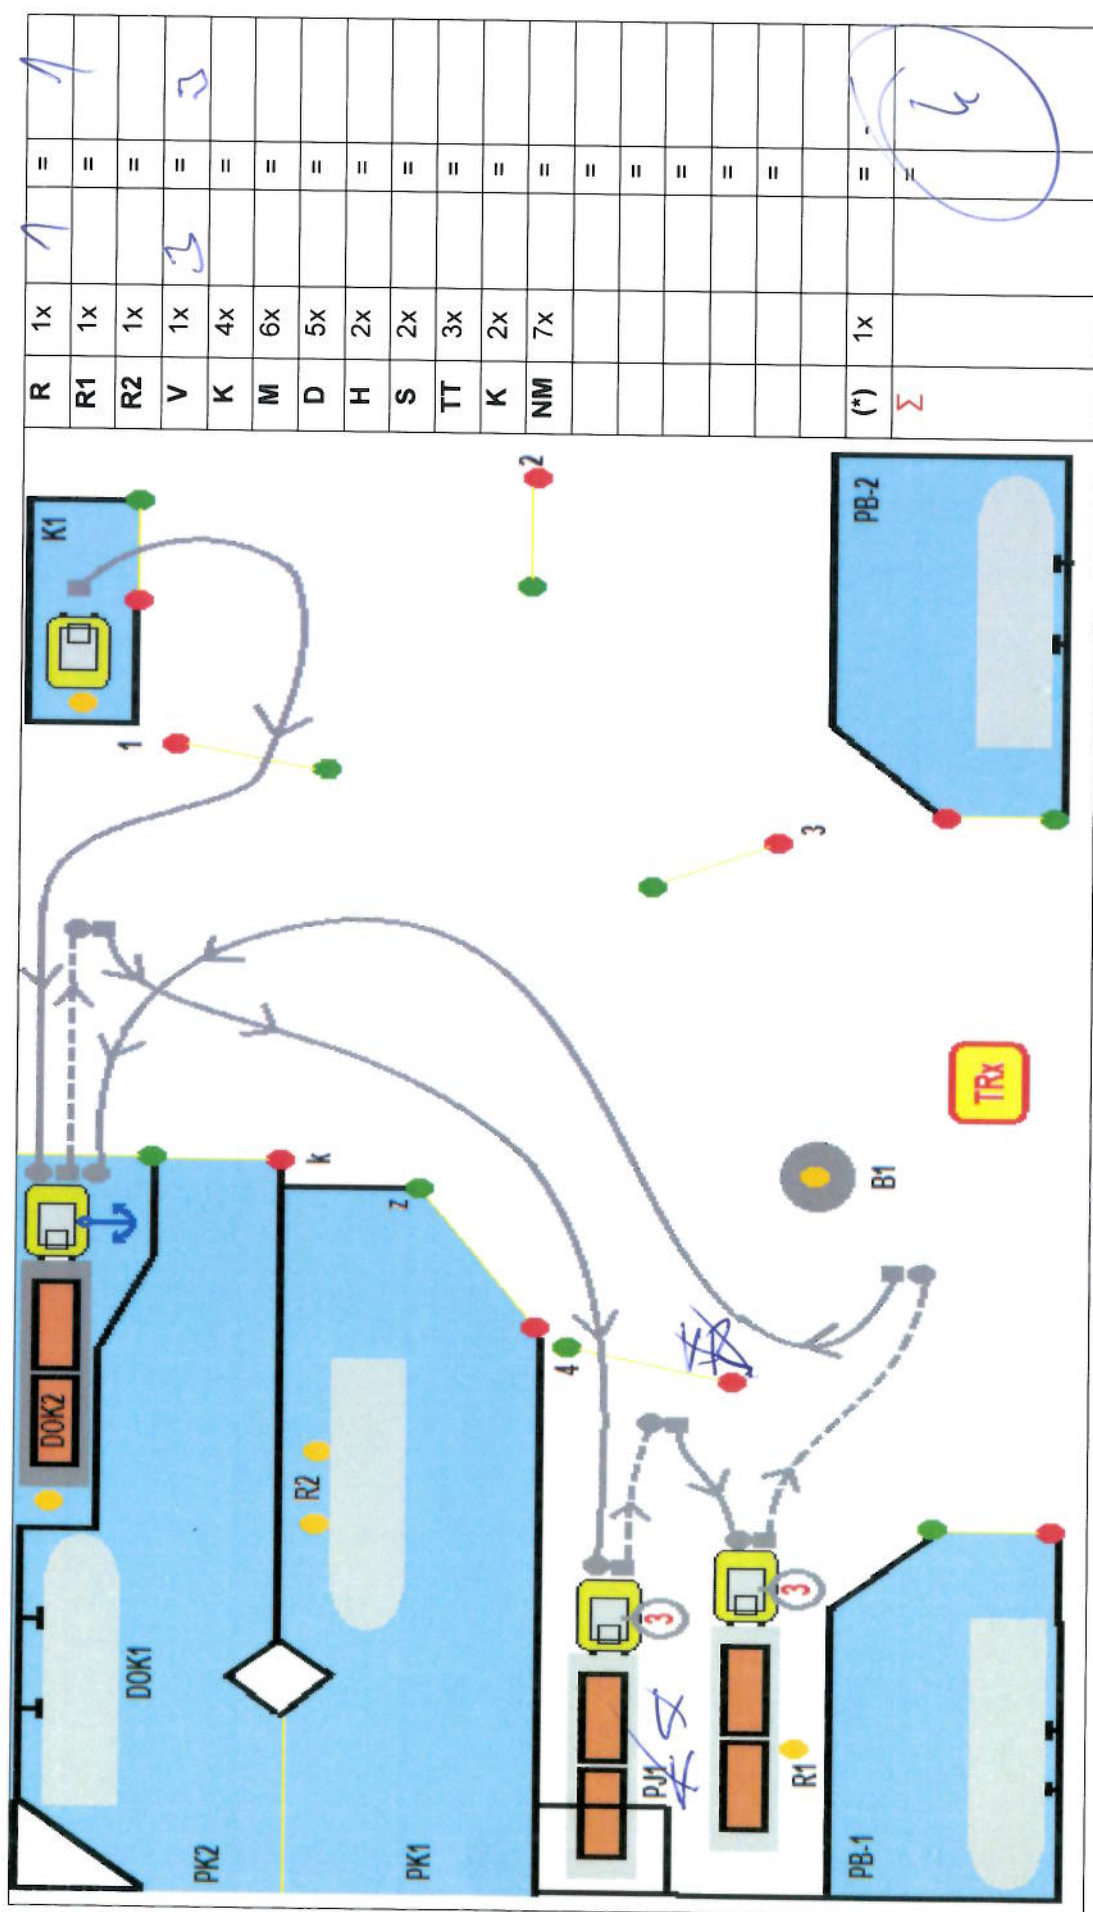 R 1x 1 = 1
R1 1x =
R2 1x =
V 1x 3 = 3
K 4x =
M 6x =
D 5x =
H 2x =
S 2x =
TT 3x =
K 2x =
NM 7x =
=
=
=
=
=
(*) 1x = -
Σ = 4
K1
1
2
PB-2
3
DOK2
k
z
4
B1
TRx
DOK1
R2
3
3
PK2
PK1
PJ1
R1
PB-1